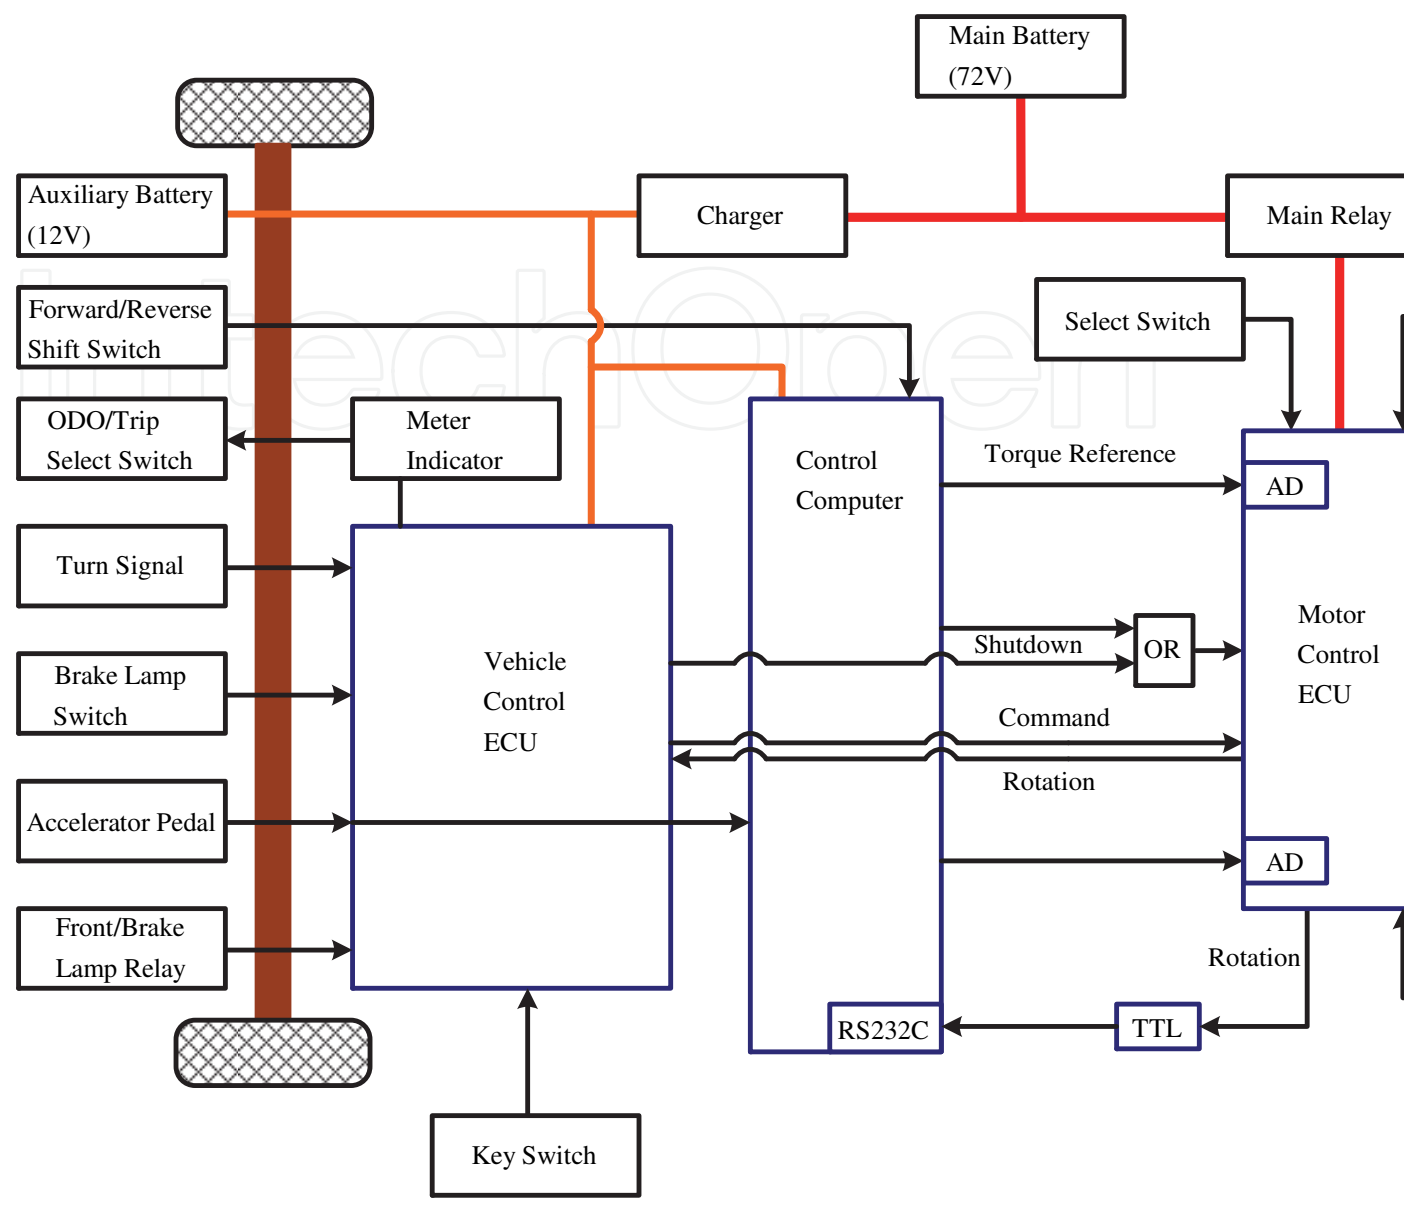 Main Battery
(72V)
Auxiliary Battery
(12V)
Charger
Main Relay
Forward/Reverse
Shift Switch
Select Switch
InTechOpen
ODO/Trip
Select Switch
Meter
Indicator
Control
Computer
Torque Reference
AD
Turn Signal
Vehicle
Control
ECU
Shutdown
OR
Motor
Control
ECU
Brake Lamp
Switch
Command
Rotation
Accelerator Pedal
AD
Front/Brake
Lamp Relay
Rotation
RS232C
TTL
Key Switch